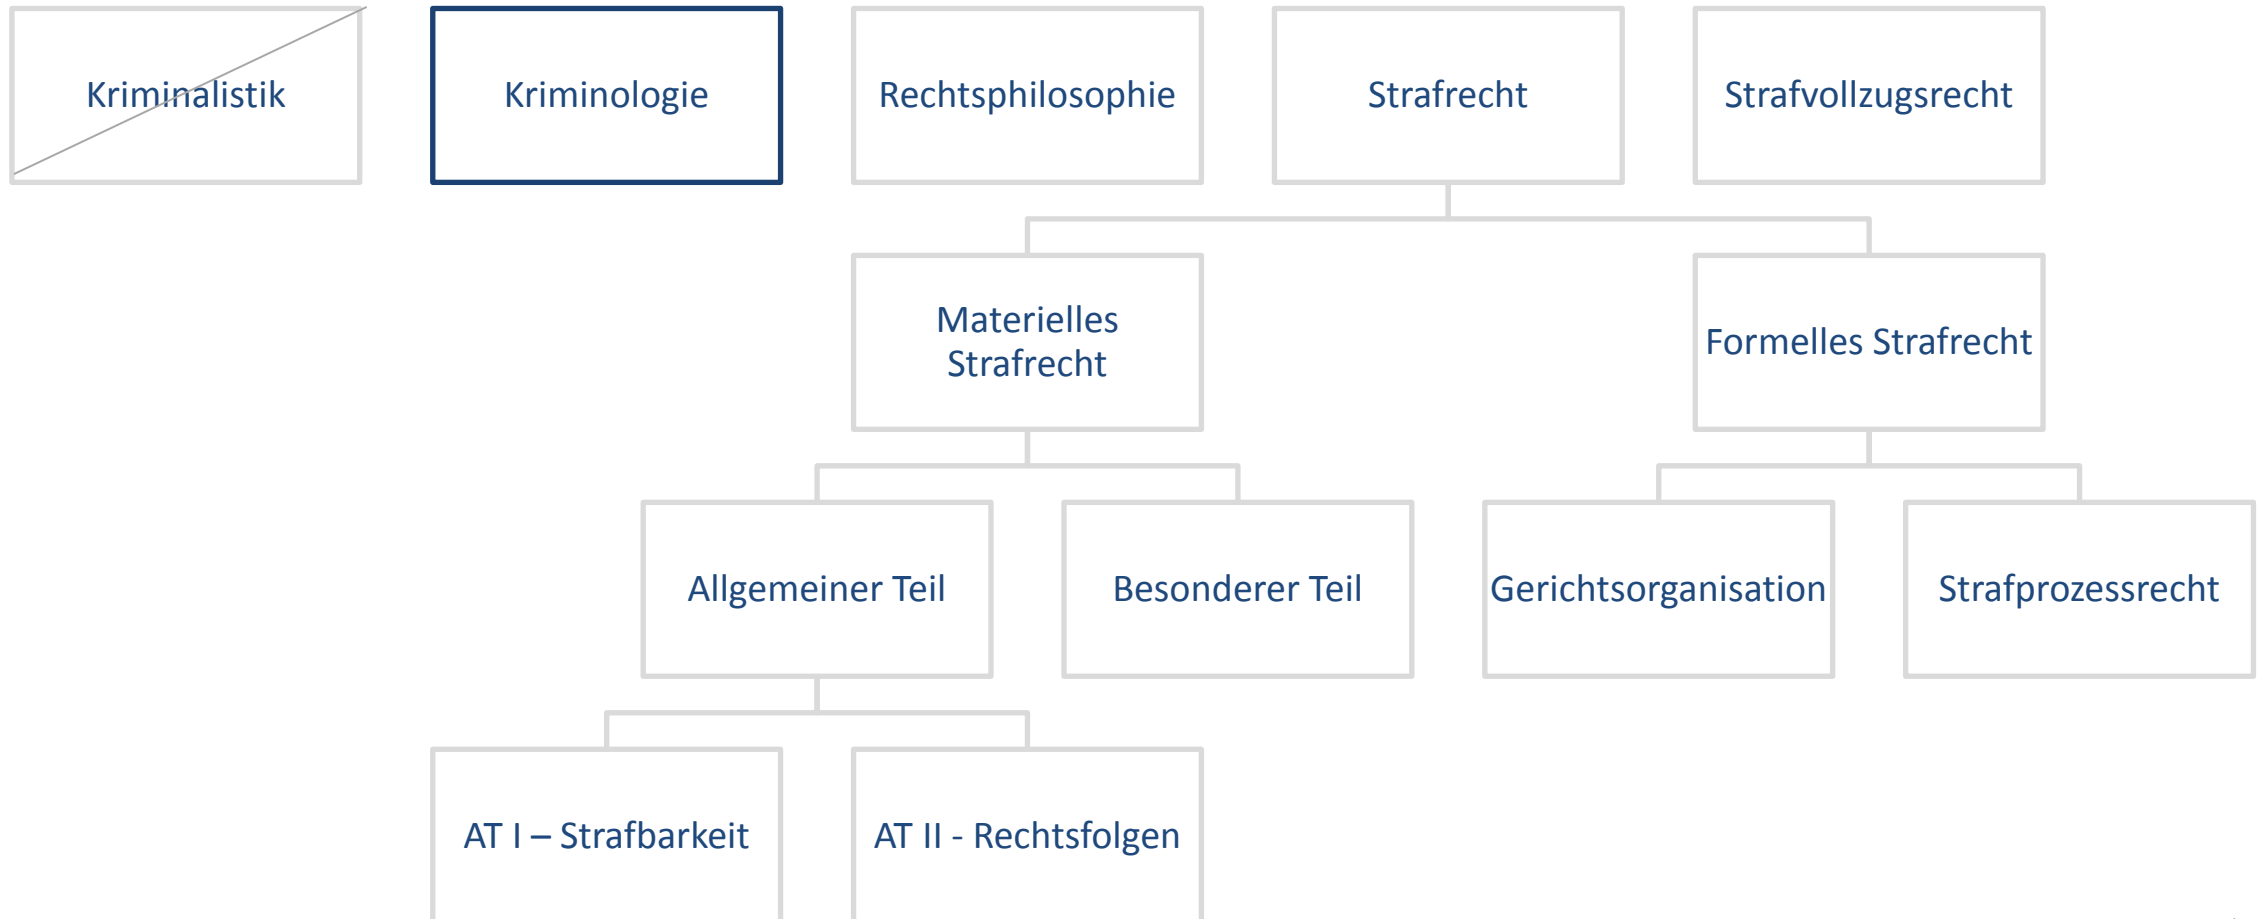 Kriminalistik
Kriminologie
Rechtsphilosophie
Strafrecht
Strafvollzugsrecht
Materielles
Strafrecht
Formelles Strafrecht
Allgemeiner Teil
Besonderer Teil
Gerichtsorganisation
Strafprozessrecht
AT I – Strafbarkeit
AT II - Rechtsfolgen